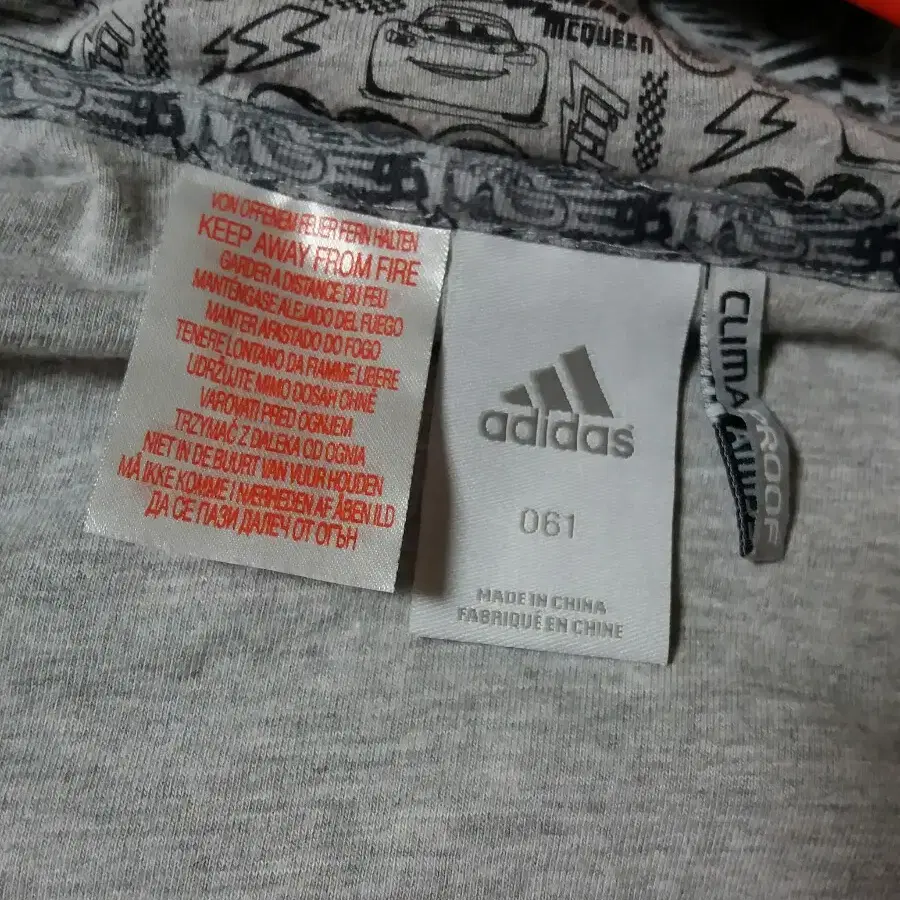 MCQUEEN
VON OFFENEM FEUER FERN HALTEN
KEEP AWAY FROM FIRE
GARDER A DISTANCE DU FEU
MANTENGASE ALEJADO DEL FUEGO
MANTER AFASTADO DO FOGO
TENERE LONTANO DA FIAMME LIBERE
UDRŽUJTE MIMO DOSAH OHNĚ
VAROVATI PRED OGNJEM
TRZYMAĆ Z DALEKA OD OGNIA
NIET IN DE BUURT VAN VUUR HOUDEN
MÅ IKKE KOMME I NÆRHEDEN AF ÅBEN ILD
ДА СЕ ПАЗИ ДАЛЕЧ ОТ ОГЪН
adidas
061
MADE IN CHINA
FABRIQUÉ EN CHINE
CLIMA
PROOF